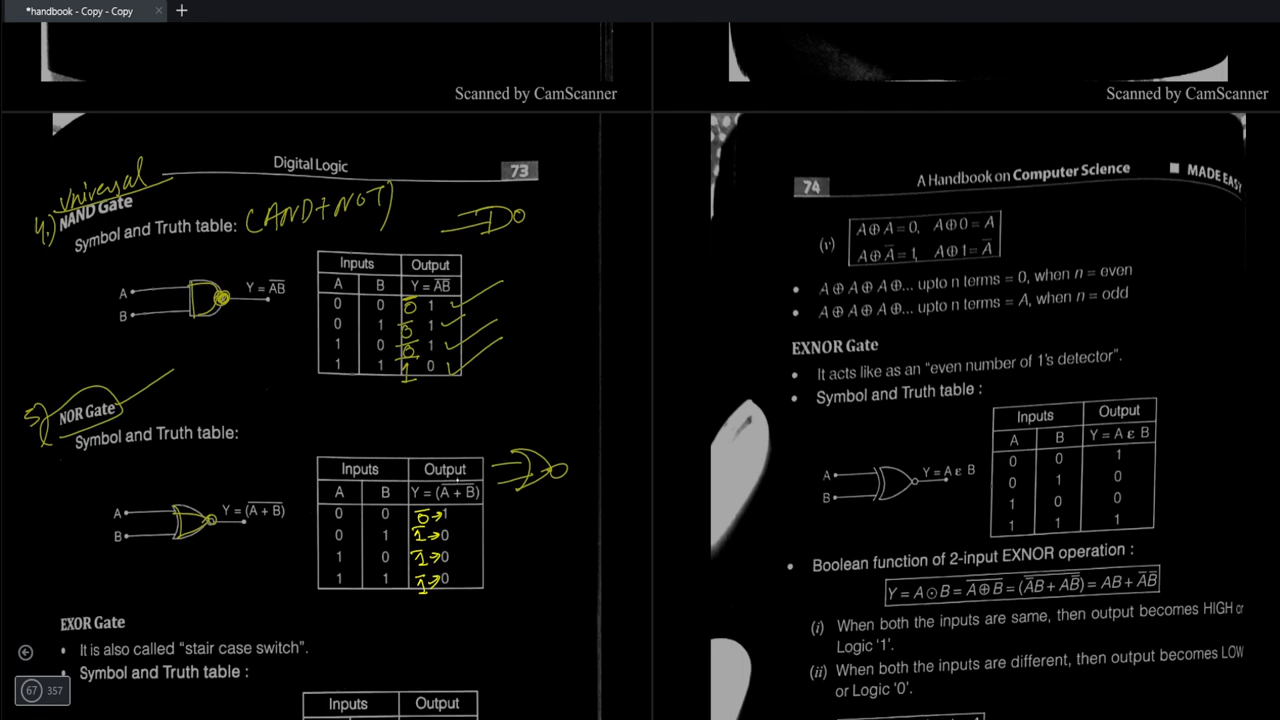 *handbook - Copy - Copy
Scanned by CamScanner
Scanned by CamScanner
Digital Logic 73
Universal
4.) NAND Gate
Symbol and Truth table: (AND+NOT)
Inputs Output
A B Y = A̅B̅
0 0 0̅ 1
0 1 0̅ 1
1 0 0̅ 1
1 1 1̅ 0
A
B
Y = A̅B̅
5) NOR Gate
Symbol and Truth table:
Inputs Output
A B Y = (A̅ ̅+̅ ̅B̅)
0 0 0̅→1
0 1 1̅→0
1 0 1̅→0
1 1 1̅→0
A
B
Y = (A̅ ̅+̅ ̅B̅)
EXOR Gate
• It is also called “stair case switch”.
• Symbol and Truth table :
Inputs Output
67 357
74 A Handbook on Computer Science ■ MADE EASY
(v) A⊕A = 0, A⊕0 = A
A⊕A̅ = 1, A⊕1 = A̅
• A⊕A⊕A⊕... upto n terms = 0, when n = even
• A⊕A⊕A⊕... upto n terms = A, when n = odd
EXNOR Gate
• It acts like as an “even number of 1's detector”.
• Symbol and Truth table :
Inputs Output
A B Y = A ε B
0 0 1
0 1 0
1 0 0
1 1 1
A
B
Y = A ε B
• Boolean function of 2-input EXNOR operation :
Y = A⊙B = A̅ ̅⊕̅ ̅B̅ = (A̅B + AB̅)̅ = AB + A̅B̅
(i) When both the inputs are same, then output becomes HIGH or
Logic '1'.
(ii) When both the inputs are different, then output becomes LOW
or Logic '0'.